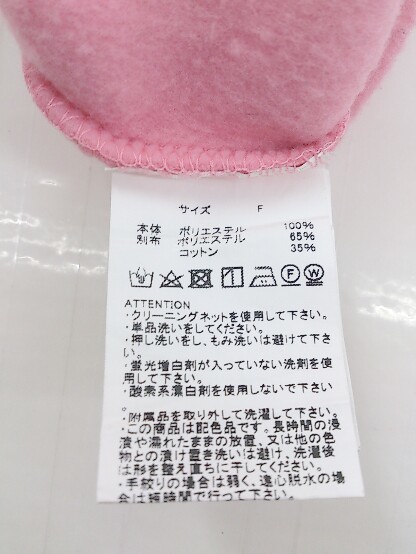 サイズ F
本体 ポリエステル 100%
別布 ポリエステル 65%
コットン 35%
F W
ATTENTION
・クリーニングネットを使用して下さい。
・単品洗いをしてください。
・押し洗いをし、もみ洗いは避けて下さ
い。
・蛍光増白剤が入っていない洗剤を使
用して下さい。
・酸素系漂白剤を使用しないで下さい
。
・附属品を取り外して洗濯して下さい。
・この商品は配色品です。長時間の浸
漬や濡れたままの放置、又は他の色
物との漬け置き洗いは避け、洗濯後
は形を整え直ちに干してください。
・手絞りの場合は弱く、遠心脱水の場
合は短時間で行って下さい。